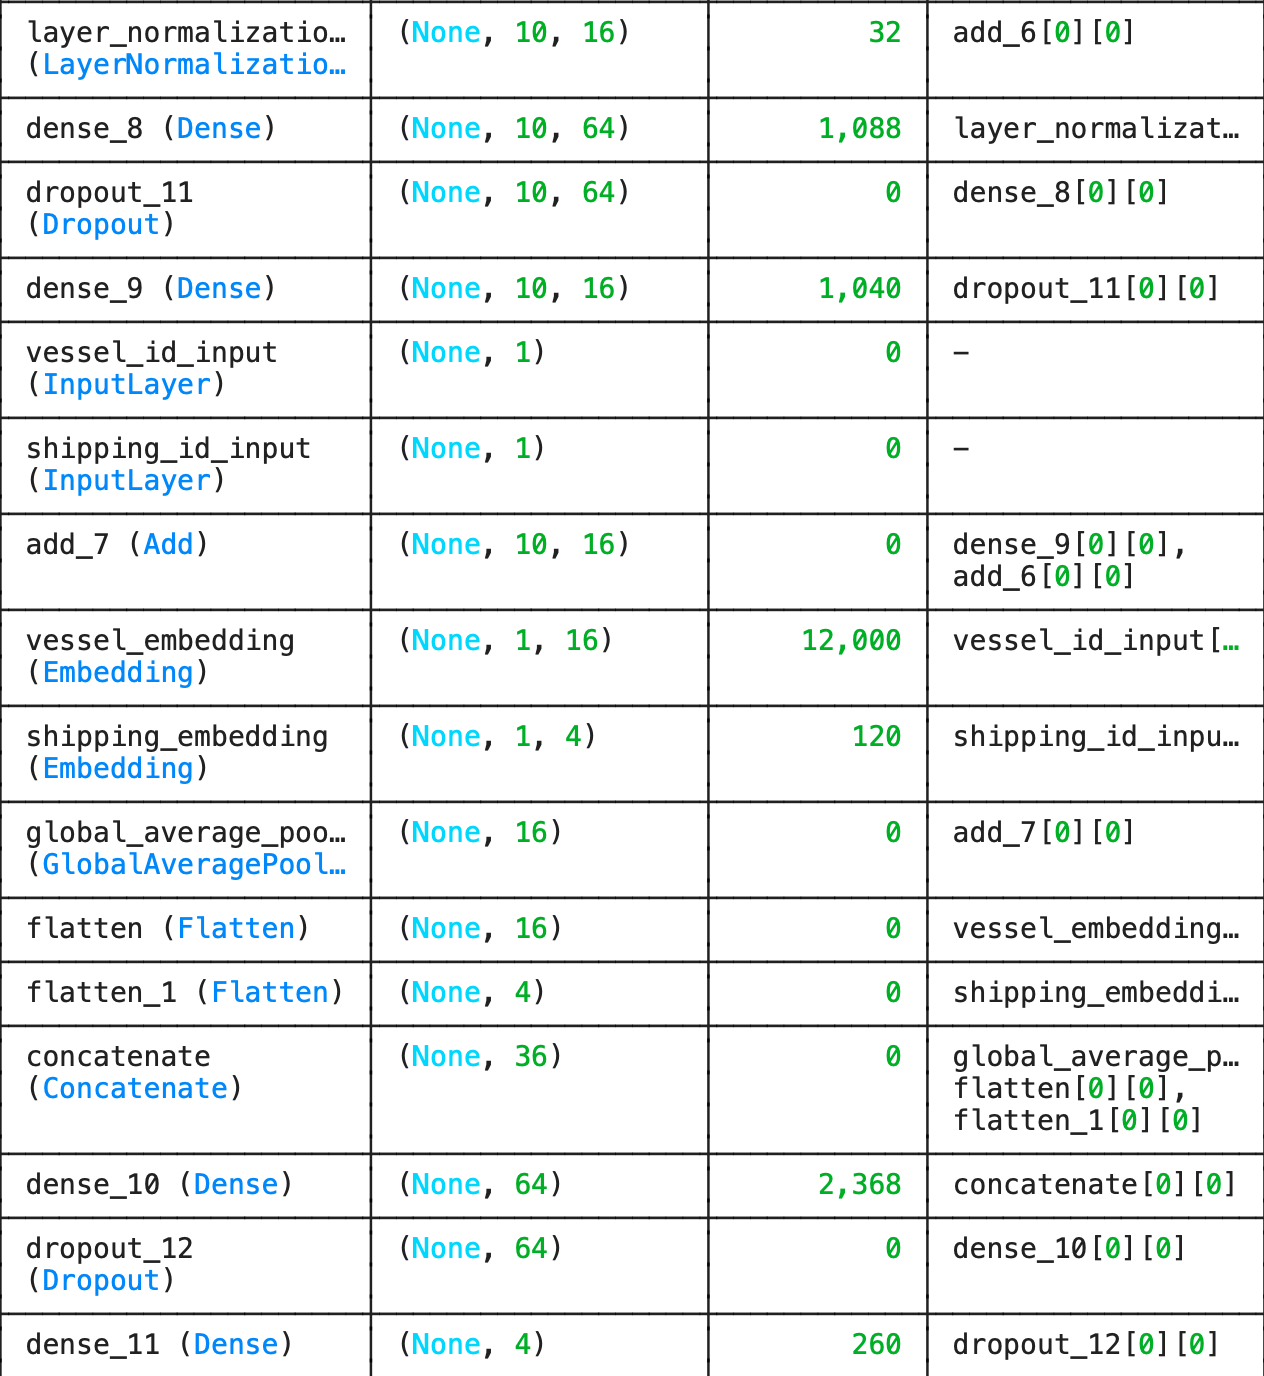 layer_normalizatio… (None, 10, 16) 32 add_6[0][0]
(LayerNormalizatio…
dense_8 (Dense) (None, 10, 64) 1,088 layer_normalizat…
dropout_11 (None, 10, 64) 0 dense_8[0][0]
(Dropout)
dense_9 (Dense) (None, 10, 16) 1,040 dropout_11[0][0]
vessel_id_input (None, 1) 0 –
(InputLayer)
shipping_id_input (None, 1) 0 –
(InputLayer)
add_7 (Add) (None, 10, 16) 0 dense_9[0][0],
add_6[0][0]
vessel_embedding (None, 1, 16) 12,000 vessel_id_input[…
(Embedding)
shipping_embedding (None, 1, 4) 120 shipping_id_inpu…
(Embedding)
global_average_poo… (None, 16) 0 add_7[0][0]
(GlobalAveragePool…
flatten (Flatten) (None, 16) 0 vessel_embedding…
flatten_1 (Flatten) (None, 4) 0 shipping_embeddi…
concatenate (None, 36) 0 global_average_p…
(Concatenate) flatten[0][0],
flatten_1[0][0]
dense_10 (Dense) (None, 64) 2,368 concatenate[0][0]
dropout_12 (None, 64) 0 dense_10[0][0]
(Dropout)
dense_11 (Dense) (None, 4) 260 dropout_12[0][0]